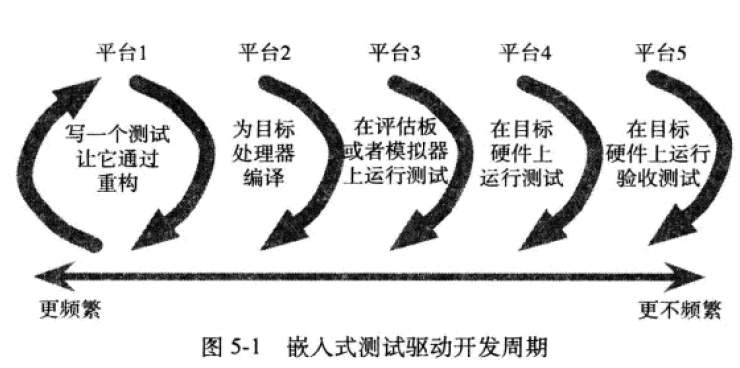 平台1
平台2
平台3
平台4
平台5
写一个测试
让它通过
重构
为目标
处理器
编译
在评估板
或者模拟器
上运行测试
在目标
硬件上
运行测试
在目标
硬件上运行
验收测试
更频繁
更不频繁
图 5-1 嵌入式测试驱动开发周期